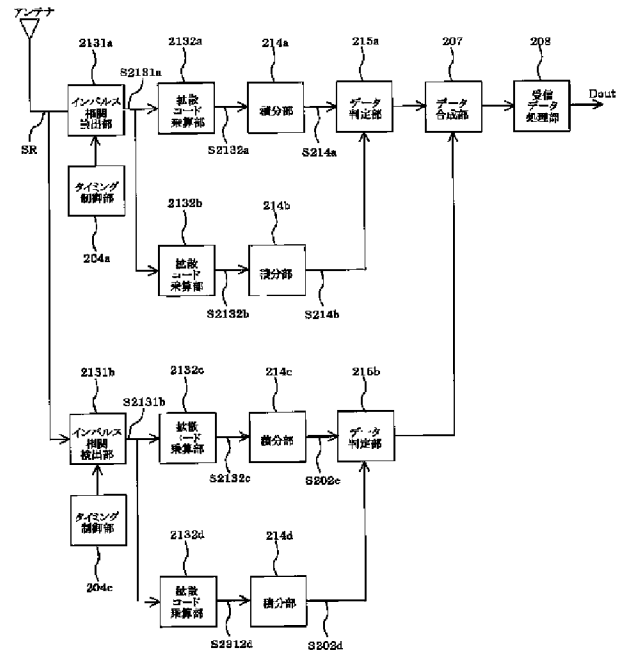 アンテナ
2131a
2132a
214a
215a
207
208
S2131a
インパルス
相関
検出部
拡散
コード
乗算部
積分部
データ
判定部
データ
合成部
受信
データ
処理部
Dout
SR
S2132a
S214a
タイミング
制御部
204a
2132b
214b
拡散
コード
乗算部
積分部
S2132b
S214b
2131b
S2131b
2132c
214c
215b
インパルス
相関
検出部
拡散
コード
乗算部
積分部
データ
判定部
S2132c
S202c
タイミング
制御部
204c
2132d
214d
拡散
コード
乗算部
積分部
S2312d
S202d